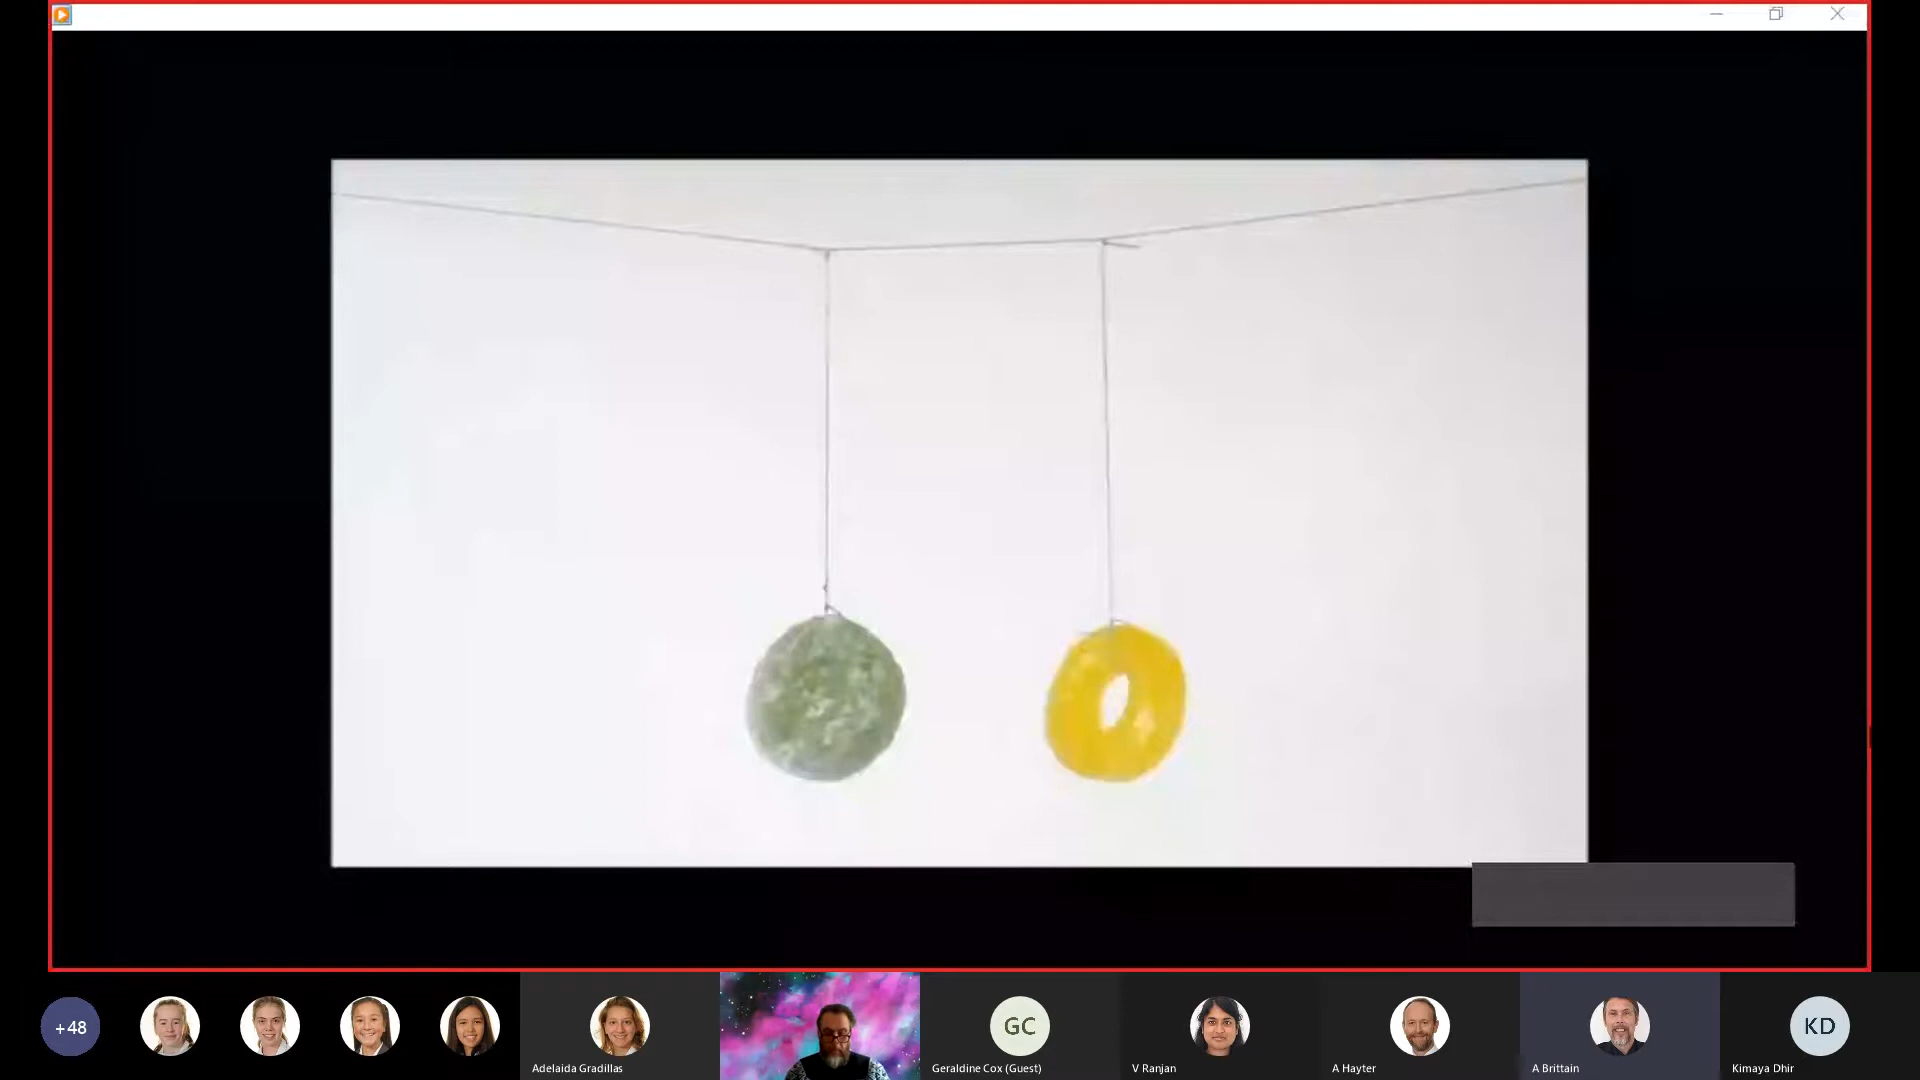 +48
Adelaida Gradillas
GC
Geraldine Cox (Guest)
V Ranjan
A Hayter
A Brittain
KD
Kimaya Dhir